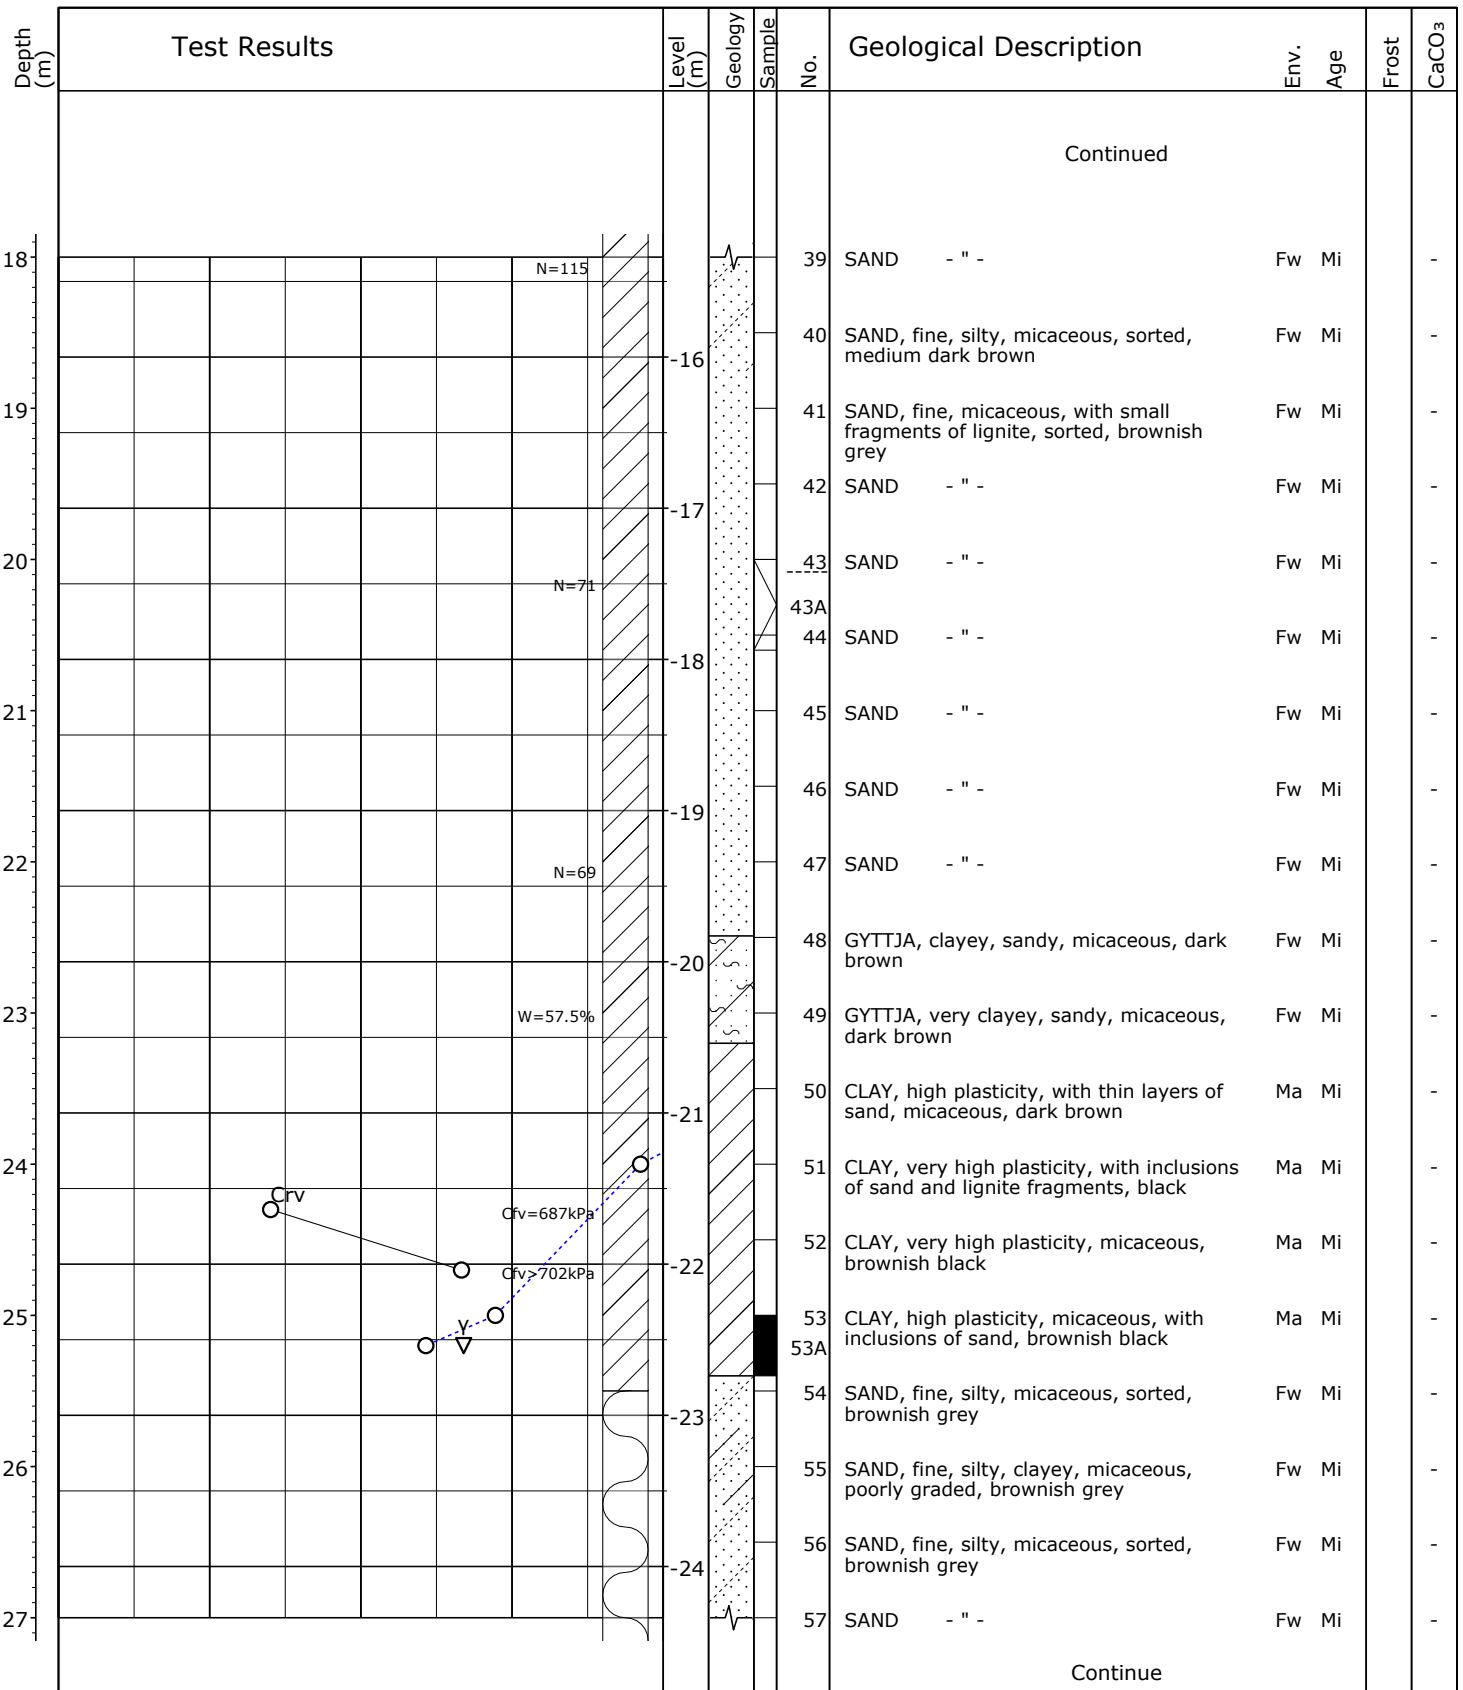 Depth (m)
Test Results
Level (m)
Geology
Sample
No.
Geological Description
Env.
Age
Frost
CaCO₃
Continued
18
N=115
39 SAND - " - Fw Mi -
40 SAND, fine, silty, micaceous, sorted, Fw Mi -
medium dark brown
-16
19
41 SAND, fine, micaceous, with small Fw Mi -
fragments of lignite, sorted, brownish
grey
42 SAND - " - Fw Mi -
-17
20
43 SAND - " - Fw Mi -
N=71
43A
44 SAND - " - Fw Mi -
-18
21
45 SAND - " - Fw Mi -
46 SAND - " - Fw Mi -
-19
22
47 SAND - " - Fw Mi -
N=69
48 GYTTJA, clayey, sandy, micaceous, dark Fw Mi -
brown
-20
23
W=57.5%
49 GYTTJA, very clayey, sandy, micaceous, Fw Mi -
dark brown
50 CLAY, high plasticity, with thin layers of Ma Mi -
sand, micaceous, dark brown
-21
24
51 CLAY, very high plasticity, with inclusions Ma Mi -
of sand and lignite fragments, black
Crv
Cfv=687kPa
52 CLAY, very high plasticity, micaceous, Ma Mi -
brownish black
-22
Cfv>702kPa
25
53 CLAY, high plasticity, micaceous, with Ma Mi -
inclusions of sand, brownish black
γ
53A
54 SAND, fine, silty, micaceous, sorted, Fw Mi -
brownish grey
-23
26
55 SAND, fine, silty, clayey, micaceous, Fw Mi -
poorly graded, brownish grey
56 SAND, fine, silty, micaceous, sorted, Fw Mi -
brownish grey
-24
27
57 SAND - " - Fw Mi -
Continue